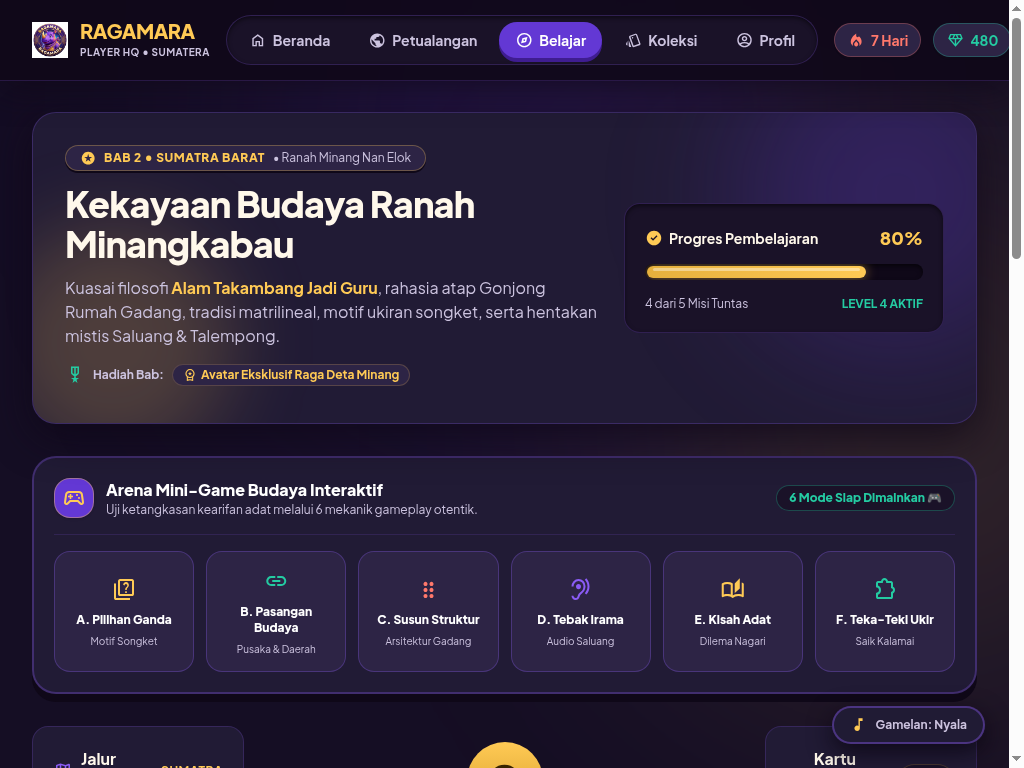 RAGAMARA
PLAYER HQ • SUMATERA
Beranda
Petualangan
Belajar
Koleksi
Profil
7 Hari
480
BAB 2 • SUMATRA BARAT • Ranah Minang Nan Elok
Kekayaan Budaya Ranah
Minangkabau
Kuasai filosofi Alam Takambang Jadi Guru, rahasia atap Gonjong
Rumah Gadang, tradisi matrilineal, motif ukiran songket, serta hentakan
mistis Saluang & Talempong.
Hadiah Bab: Avatar Eksklusif Raga Deta Minang
Progres Pembelajaran 80%
4 dari 5 Misi Tuntas LEVEL 4 AKTIF
Arena Mini-Game Budaya Interaktif
Uji ketangkasan kearifan adat melalui 6 mekanik gameplay otentik.
6 Mode Siap Dimainkan 🎮
A. Pilihan Ganda
Motif Songket
B. Pasangan
Budaya
Pusaka & Daerah
C. Susun Struktur
Arsitektur Gadang
D. Tebak Irama
Audio Saluang
E. Kisah Adat
Dilema Nagari
F. Teka-Teki Ukir
Saik Kalamai
Gamelan: Nyala
Jalur
SUMATRA
Kartu